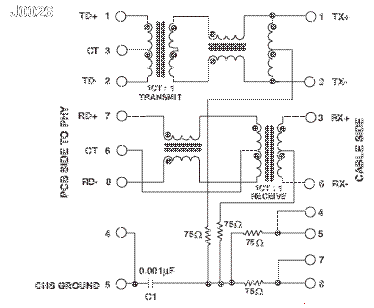 J0026
TD+ 1
1 TX+
CT 3
TD- 2
2 TX-
1CT : 1
TRANSMIT
RD+ 7
3 RX+
CT 6
RD- 8
6 RX-
1CT : 1
RECEIVE
PCB SIDE TO PHY
CABLE SIDE
75Ω
75Ω
4
4
75Ω
5
0.001μF
7
CHS GROUND 5
C1
75Ω
8